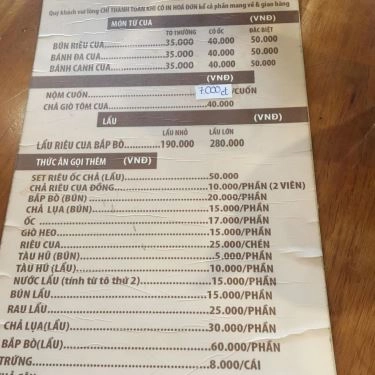 Quý khách vui lòng CHỈ THANH TOÁN KHI CÓ IN HOÁ ĐƠN kể cả phần mang về & giao hàng
MÓN TỪ CUA (VNĐ)
TÔ THƯỜNG CÓ ỐC ĐẶC BIỆT
BÚN RIÊU CUA 35.000 40.000 50.000
BÁNH ĐA CUA 35.000 40.000 50.000
BÁNH CANH CUA 35.000 40.000 50.000
(VNĐ)
NỘM CUỐN 7.000đ/CUỐN
CHẢ GIÒ TÔM CUA 40.000
LẨU (VNĐ)
LẨU NHỎ LẨU LỚN
LẨU RIÊU CUA BẮP BÒ 190.000 280.000
THỨC ĂN GỌI THÊM (VNĐ)
SET RIÊU ỐC CHẢ (LẨU) 50.000
CHẢ RIÊU CUA ĐỒNG 10.000/PHẦN (2 VIÊN)
BẮP BÒ (BÚN) 20.000/PHẦN
CHẢ LỤA (BÚN) 15.000/PHẦN
ỐC 17.000/PHẦN
GIÒ HEO 15.000/PHẦN
RIÊU CUA 25.000/CHÉN
TÀU HŨ (BÚN) 5.000/PHẦN
TÀU HŨ (LẨU) 10.000/PHẦN
NƯỚC LẨU (tính từ tô thứ 2) 15.000/PHẦN
BÚN LẨU 15.000/PHẦN
RAU LẨU 25.000/PHẦN
CHẢ LỤA(LẨU) 30.000/PHẦN
BẮP BÒ(LẨU) 60.000/PHẦN
TRỨNG 8.000/CÁI